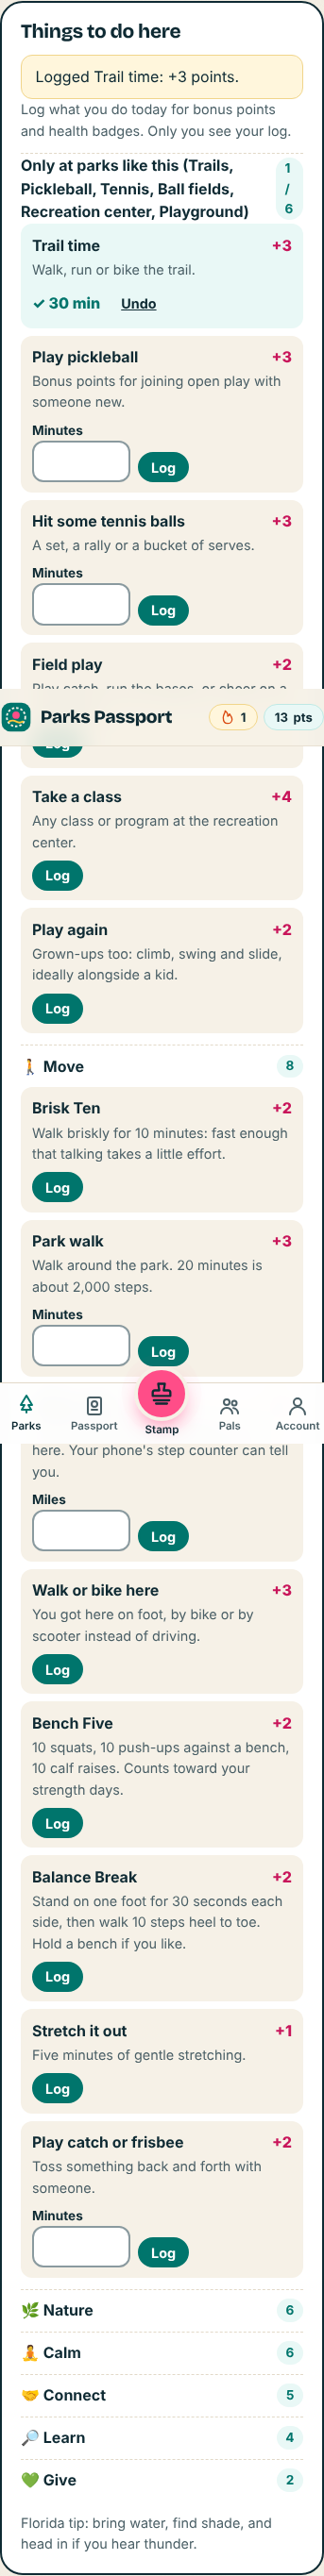 Things to do here
Logged Trail time: +3 points.
Log what you do today for bonus points
and health badges. Only you see your log.
Only at parks like this (Trails,
Pickleball, Tennis, Ball fields,
Recreation center, Playground)
1
/
6
Trail time +3
Walk, run or bike the trail.
✓ 30 min Undo
Play pickleball +3
Bonus points for joining open play with
someone new.
Minutes
Log
Hit some tennis balls +3
A set, a rally or a bucket of serves.
Minutes
Log
Field play +2
Play catch, run the bases, or cheer on a
Parks Passport 1 13 pts
Log
Take a class +4
Any class or program at the recreation
center.
Log
Play again +2
Grown-ups too: climb, swing and slide,
ideally alongside a kid.
Log
🚶 Move 8
Brisk Ten +2
Walk briskly for 10 minutes: fast enough
that talking takes a little effort.
Log
Park walk +3
Walk around the park. 20 minutes is
about 2,000 steps.
Minutes
Log
Parks Passport Stamp Pals Account
here. Your phone's step counter can tell
you.
Miles
Log
Walk or bike here +3
You got here on foot, by bike or by
scooter instead of driving.
Log
Bench Five +2
10 squats, 10 push-ups against a bench,
10 calf raises. Counts toward your
strength days.
Log
Balance Break +2
Stand on one foot for 30 seconds each
side, then walk 10 steps heel to toe.
Hold a bench if you like.
Log
Stretch it out +1
Five minutes of gentle stretching.
Log
Play catch or frisbee +2
Toss something back and forth with
someone.
Minutes
Log
🌿 Nature 6
🧘 Calm 6
🤝 Connect 5
🔎 Learn 4
💚 Give 2
Florida tip: bring water, find shade, and
head in if you hear thunder.